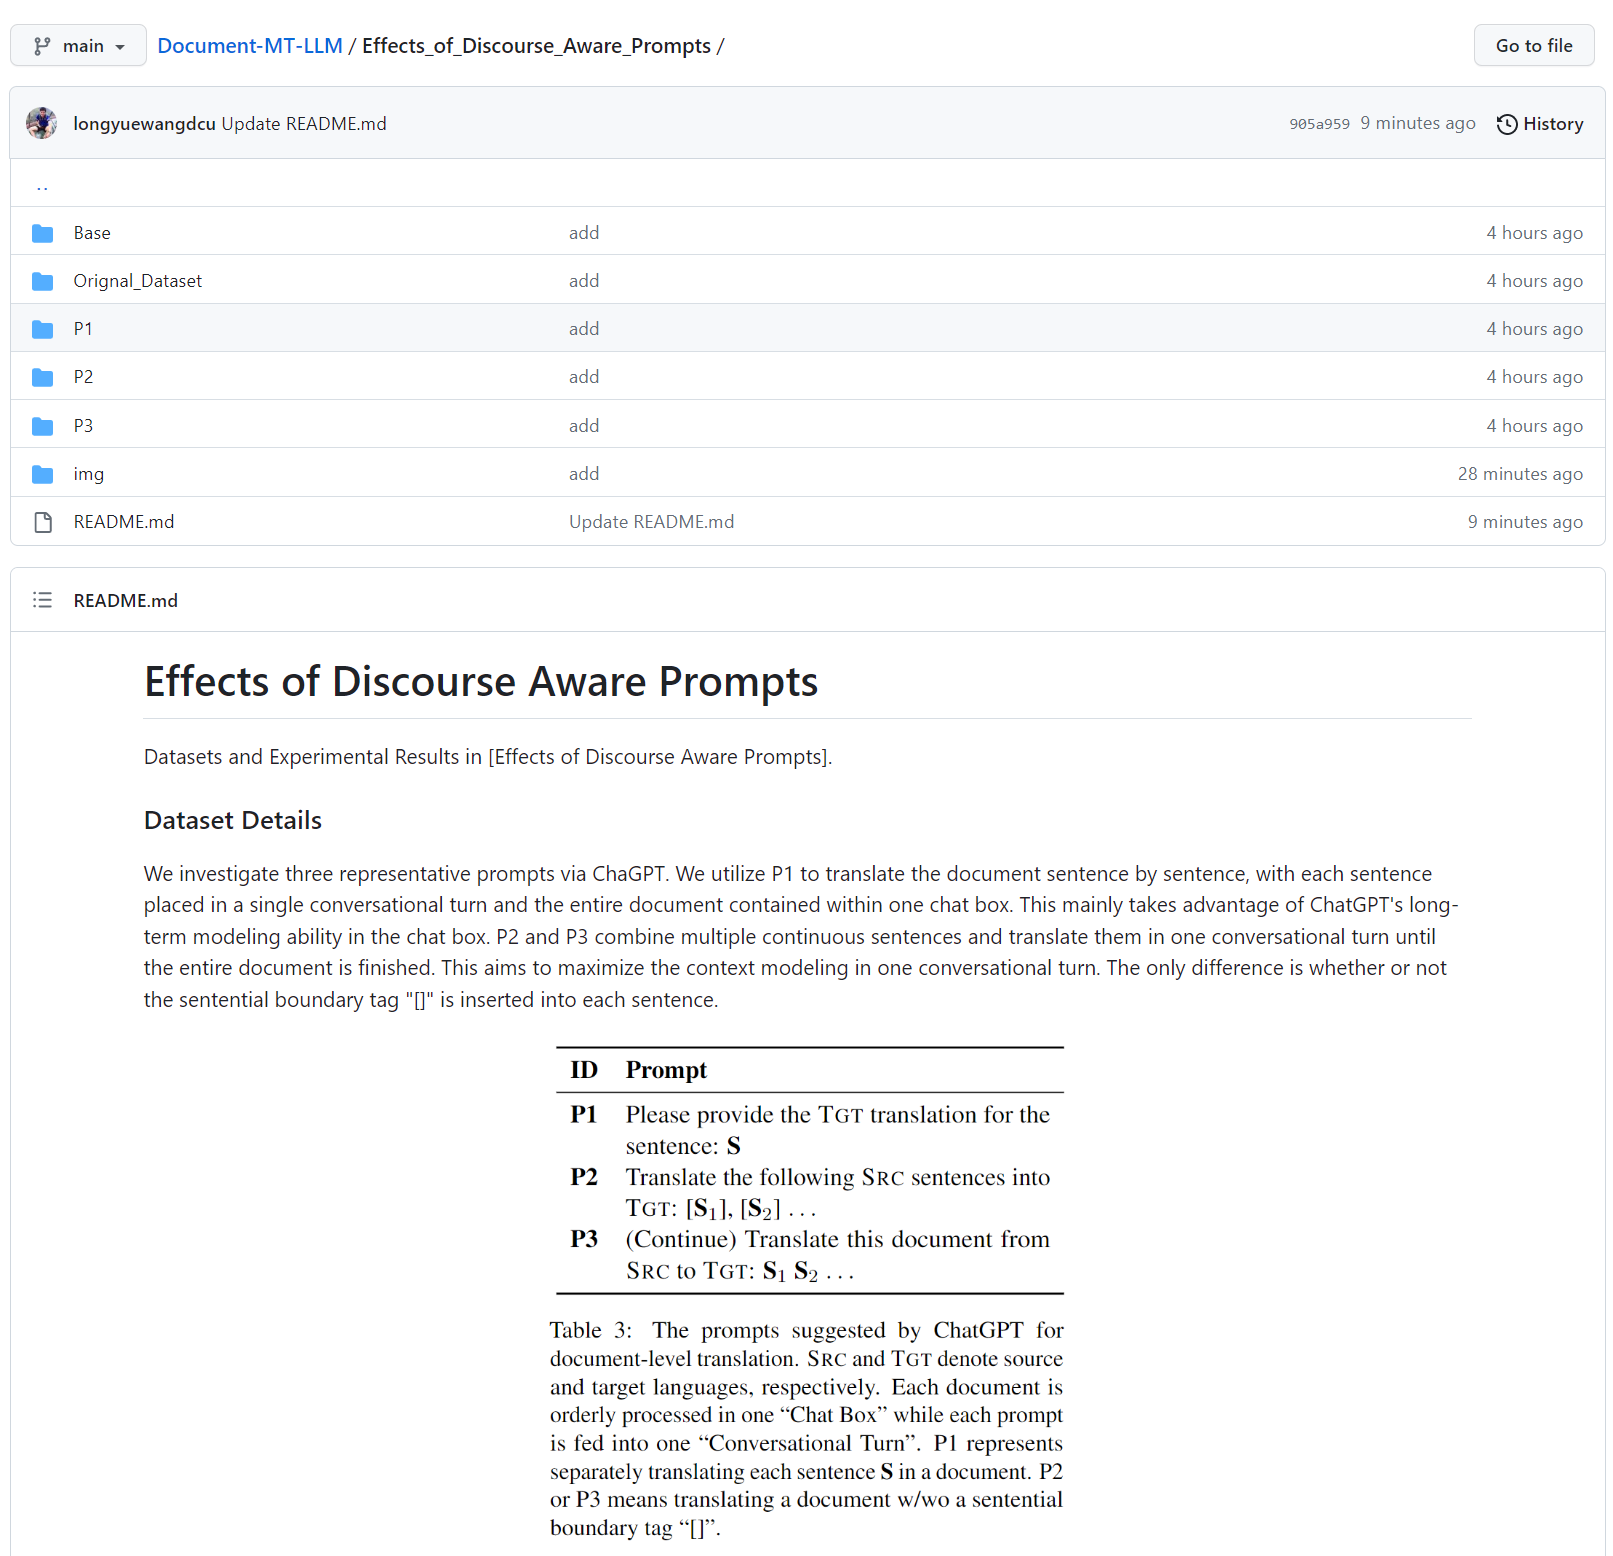 main Document-MT-LLM / Effects_of_Discourse_Aware_Prompts / Go to file
longyuewangdcu Update README.md 905a959 9 minutes ago History
..
Base add 4 hours ago
Orignal_Dataset add 4 hours ago
P1 add 4 hours ago
P2 add 4 hours ago
P3 add 4 hours ago
img add 28 minutes ago
README.md Update README.md 9 minutes ago
README.md
Effects of Discourse Aware Prompts
Datasets and Experimental Results in [Effects of Discourse Aware Prompts].
Dataset Details
We investigate three representative prompts via ChaGPT. We utilize P1 to translate the document sentence by sentence, with each sentence
placed in a single conversational turn and the entire document contained within one chat box. This mainly takes advantage of ChatGPT's long-
term modeling ability in the chat box. P2 and P3 combine multiple continuous sentences and translate them in one conversational turn until
the entire document is finished. This aims to maximize the context modeling in one conversational turn. The only difference is whether or not
the sentential boundary tag "[]" is inserted into each sentence.
ID Prompt
P1 Please provide the TGT translation for the
sentence: S
P2 Translate the following SRC sentences into
TGT: [S1], [S2] ...
P3 (Continue) Translate this document from
SRC to TGT: S1 S2 ...
Table 3: The prompts suggested by ChatGPT for
document-level translation. SRC and TGT denote source
and target languages, respectively. Each document is
orderly processed in one “Chat Box” while each prompt
is fed into one “Conversational Turn”. P1 represents
separately translating each sentence S in a document. P2
or P3 means translating a document w/wo a sentential
boundary tag “[]”.